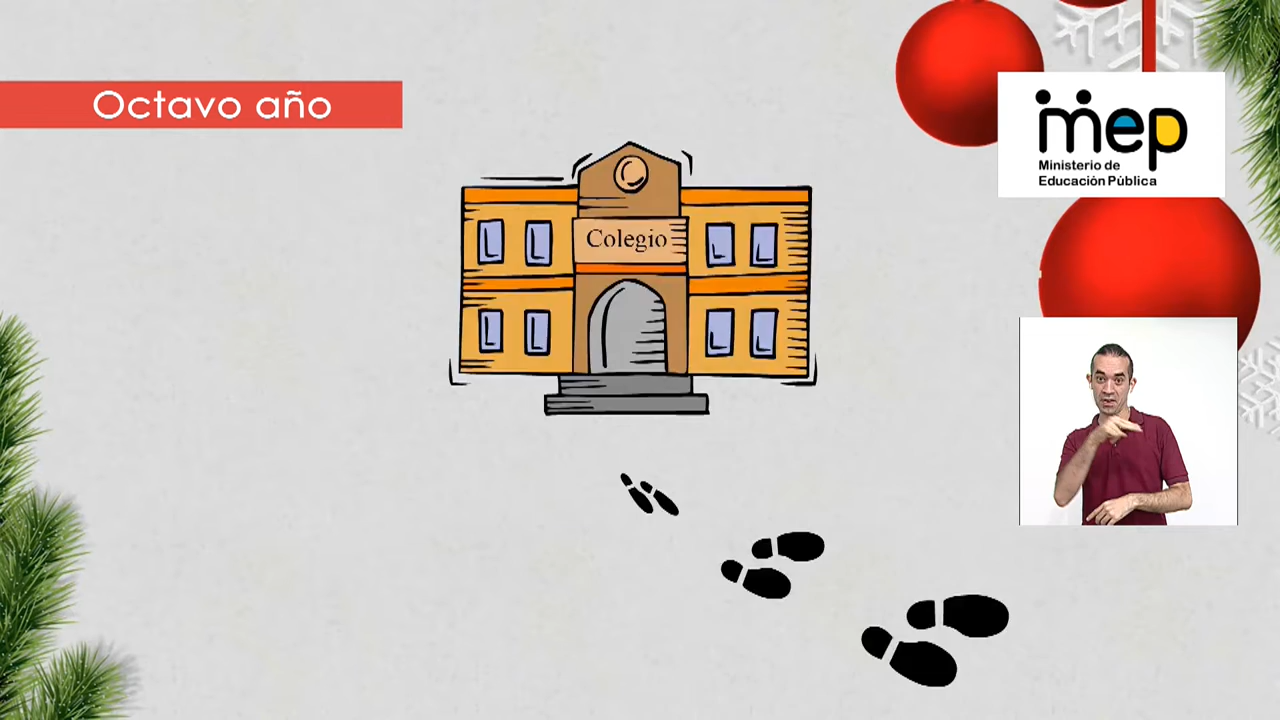 Octavo año
mep
Ministerio de
Educación Pública
Colegio